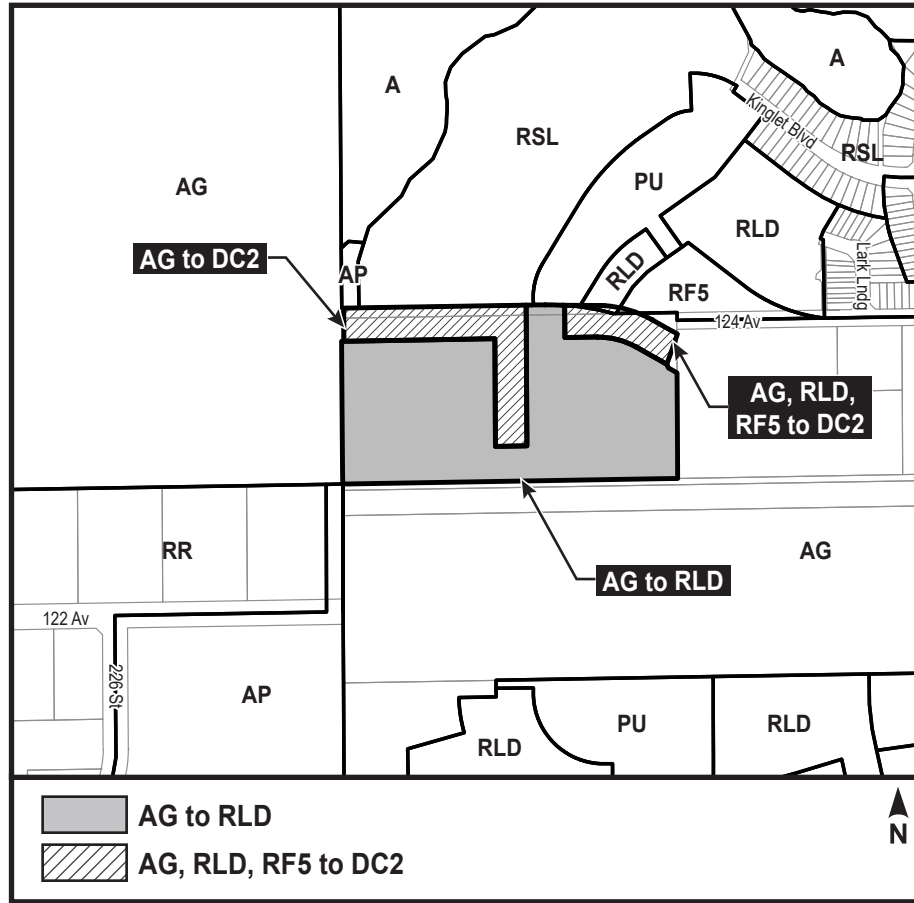 A
A
Kinglet Blvd
RSL
RSL
PU
AG
RLD
Lark Lndg
AG to DC2
AP
RLD
RF5
124 Av
AG, RLD,
RF5 to DC2
RR
AG
AG to RLD
122 Av
226 St
AP
PU
RLD
RLD
AG to RLD
N
AG, RLD, RF5 to DC2